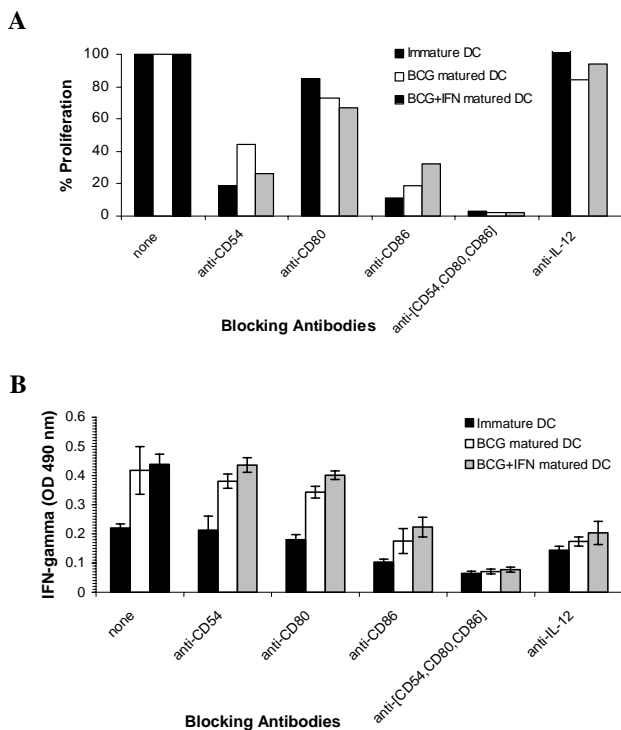 A
% Proliferation
100
80
60
40
20
0
Immature DC
BCG matured DC
BCG+IFN matured DC
none
anti-CD54
anti-CD80
anti-CD86
anti-[CD54,CD80,CD86]
anti-IL-12
Blocking Antibodies
B
IFN-gamma (OD 490 nm)
0.6
0.5
0.4
0.3
0.2
0.1
0
Immature DC
BCG matured DC
BCG+IFN matured DC
none
anti-CD54
anti-CD80
anti-CD86
anti-[CD54,CD80,CD86]
anti-IL-12
Blocking Antibodies